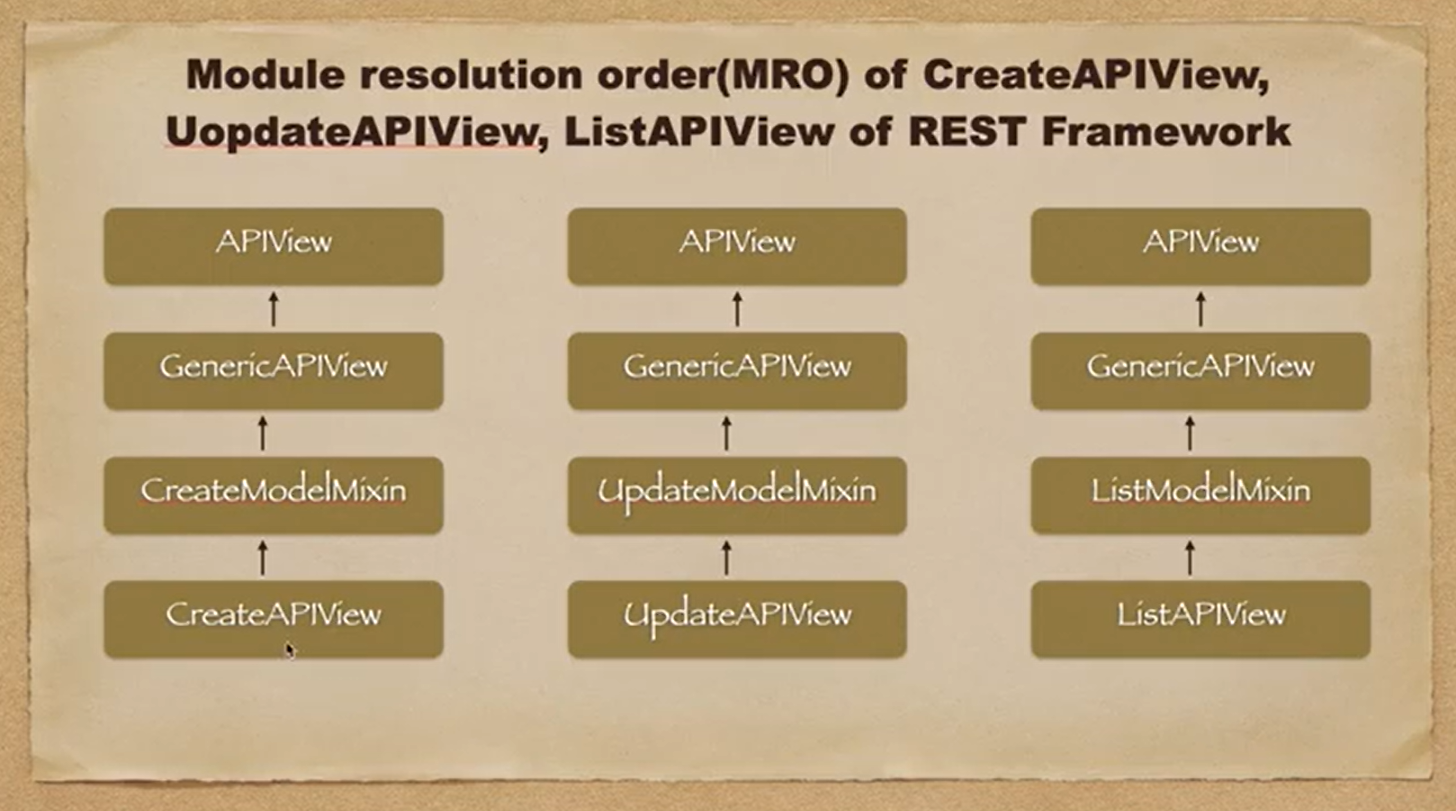 Module resolution order(MRO) of CreateAPIView,
UopdateAPIView, ListAPIView of REST Framework
APIView
GenericAPIView
CreateModelMixin
CreateAPIView
APIView
GenericAPIView
UpdateModelMixin
UpdateAPIView
APIView
GenericAPIView
ListModelMixin
ListAPIView